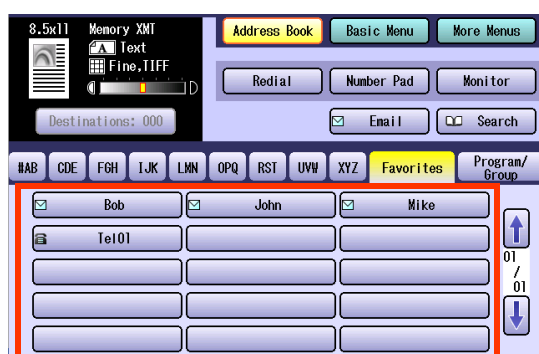 8.5x11 Memory XMT
A Text
Fine,TIFF
D
Destinations: 000
Address Book Basic Menu More Menus
Redial Number Pad Monitor
Email Search
#AB CDE FGH IJK LMN OPQ RST UVW XYZ Favorites Program/
Group
Bob John Mike
Tel01
01
/
01